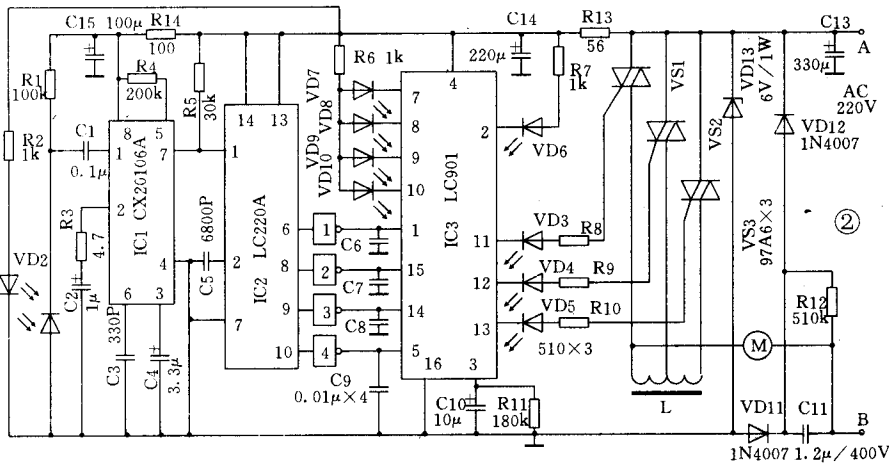 C15 100μ R14 C14 R13 C13
100 220μ 56 330μ A
R1 100k R4 200k R5 30k R6 1k R7 1k
VD7 VD8 VD9 VD10
4 7 8 9 10 2
VS1 VS2 VD13 6V/1W
AC 220V
VD12 1N4007
R2 1k C1 0.1μ
8 5 1 7 2 4 6 3
IC1 CX20106A
14 13 1 2 7 6 8 9 10
IC2 LC220A
6800P C5
LC901 IC3
VD6
1 2 3 4
C6 C7 C8 C9 0.01μ×4
1 15 14 5 16 3 11 12 13
VD3 R8
VD4 R9
VD5 R10
510×3
VS3 97A6×3
②
R3 4.7
C2 1μ
VD2
330P C3
C4 3.3μ
R12 510k
M
L
C10 10μ R11 180k
VD11 C11 B
1N4007 1.2μ/400V